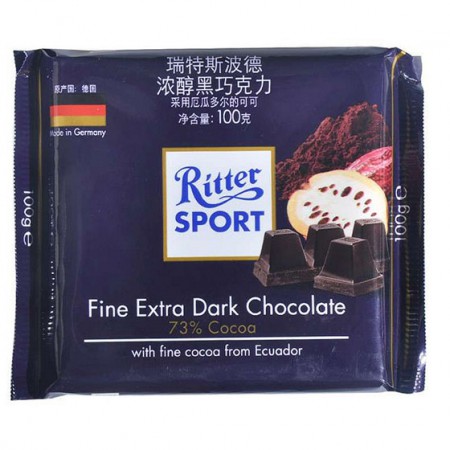 瑞特斯波德
浓醇黑巧克力
采用厄瓜多尔的可可
净含量:100克
原产国:德国
Made in Germany
Ritter
SPORT
100g e
100g e
Fine Extra Dark Chocolate
73% Cocoa
with fine cocoa from Ecuador